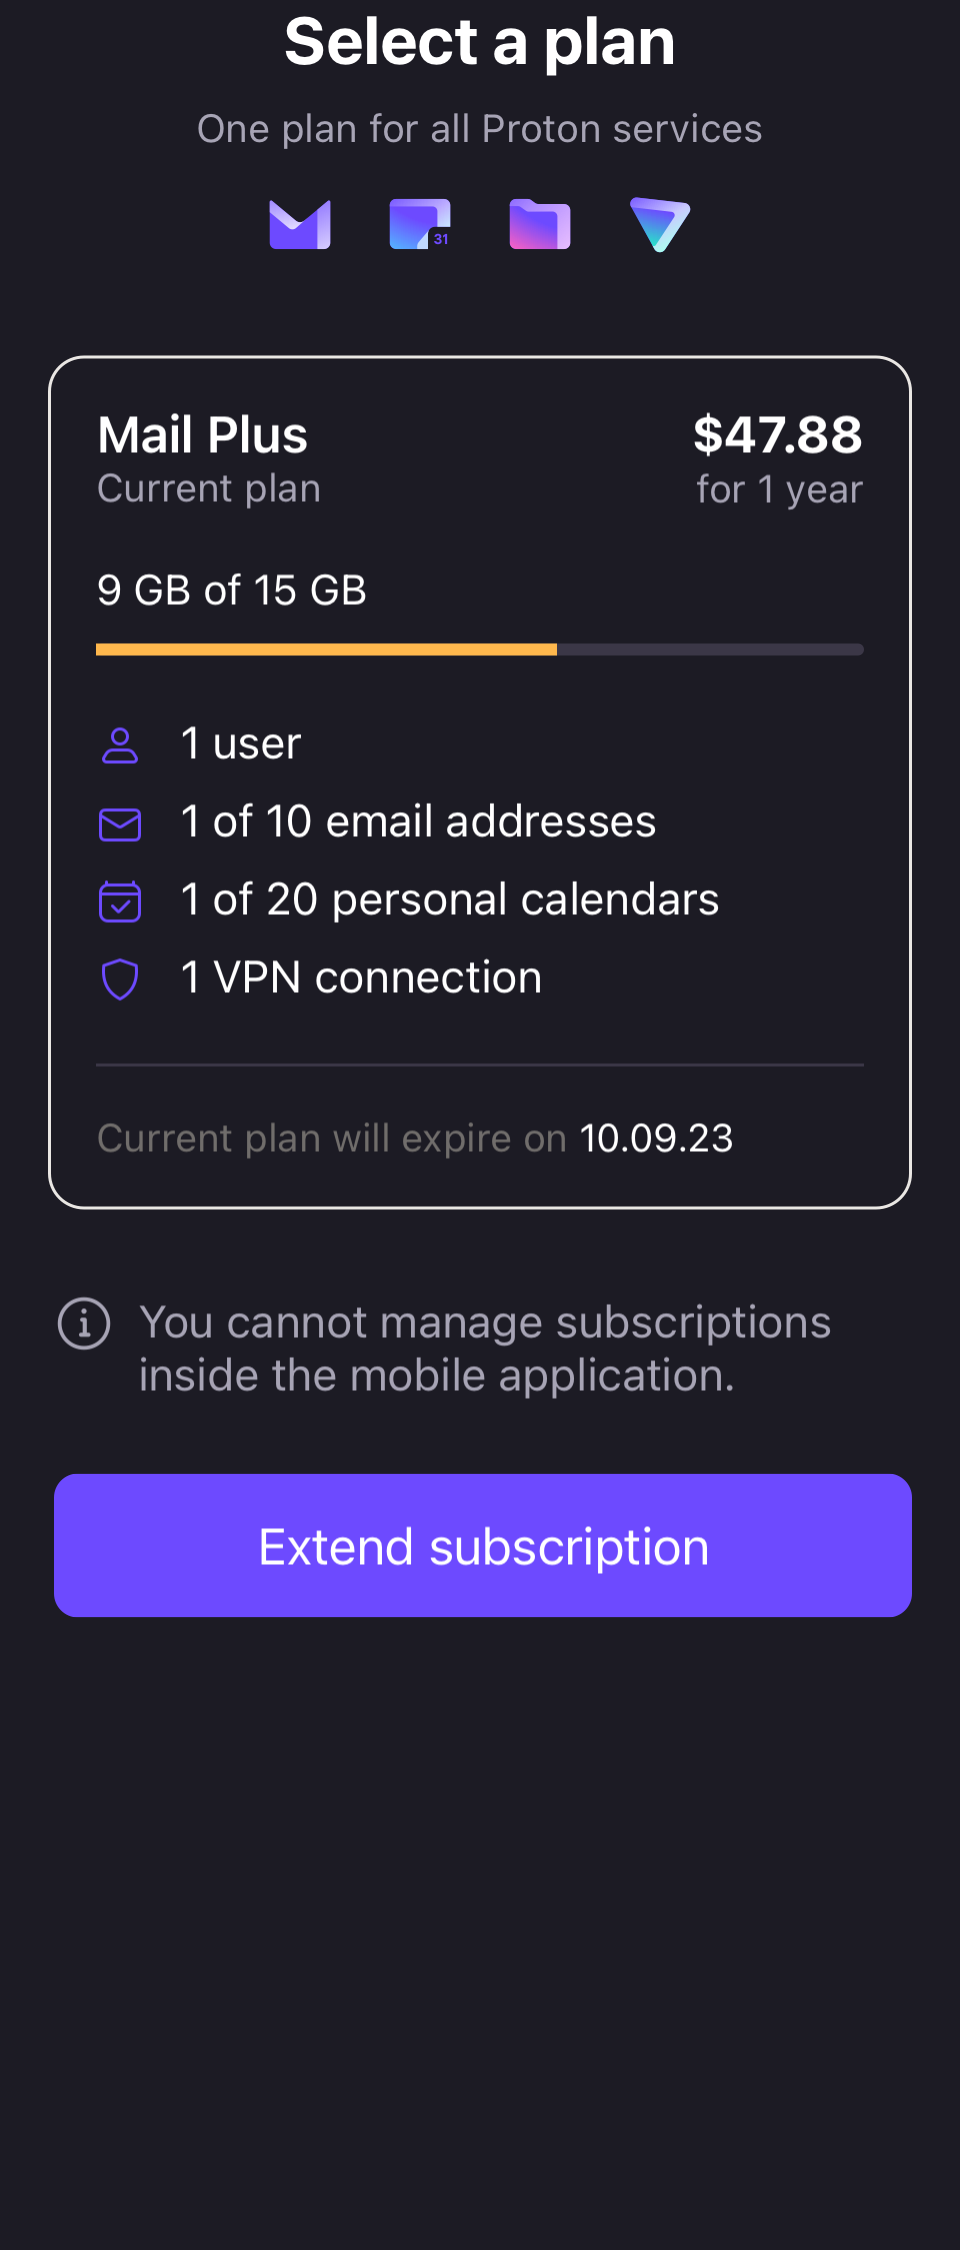 Select a plan
One plan for all Proton services
31
Mail Plus
$47.88
Current plan
for 1 year
9 GB of 15 GB
1 user
1 of 10 email addresses
1 of 20 personal calendars
1 VPN connection
Current plan will expire on 10.09.23
You cannot manage subscriptions
inside the mobile application.
Extend subscription